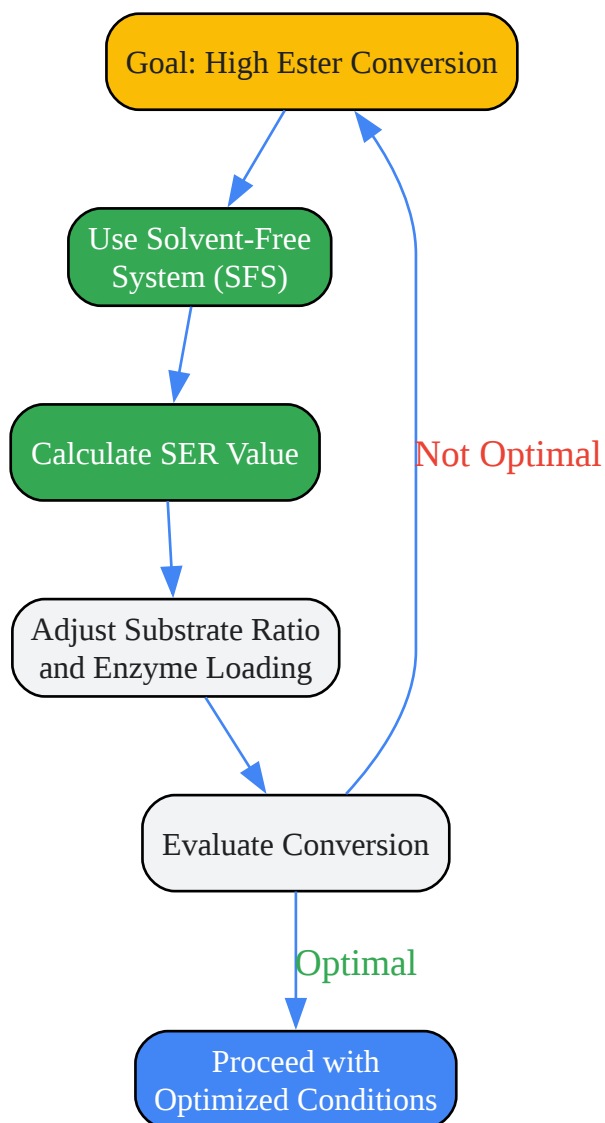 Goal: High Ester Conversion
Use Solvent-Free
System (SFS)
Calculate SER Value
Not Optimal
Adjust Substrate Ratio
and Enzyme Loading
Evaluate Conversion
Optimal
Proceed with
Optimized Conditions